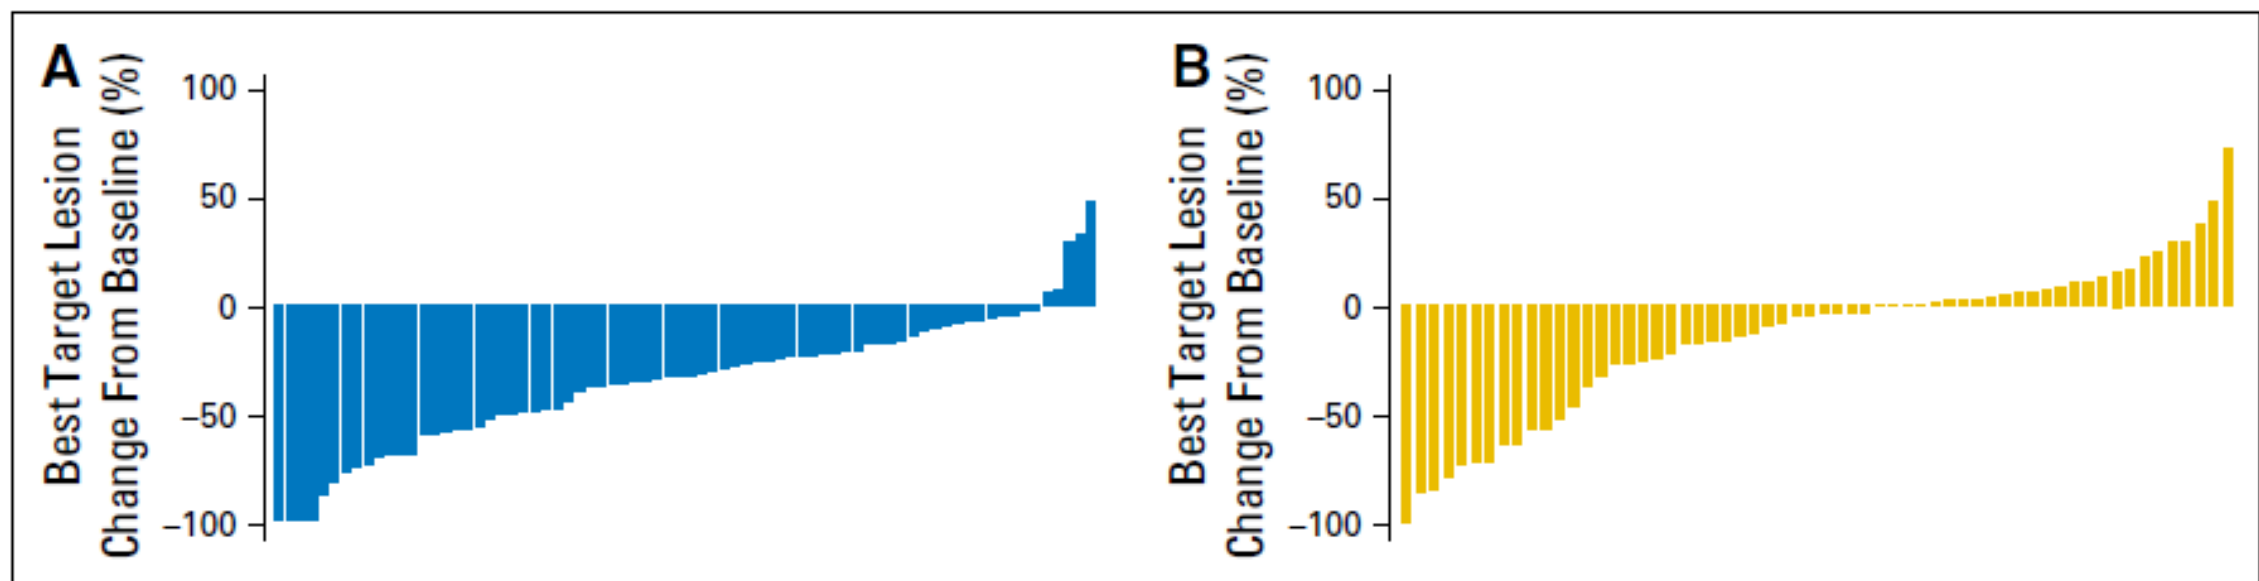 A
Best Target Lesion
Change From Baseline (%)
100
50
0
–50
–100
B
Best Target Lesion
Change From Baseline (%)
100
50
0
–50
–100